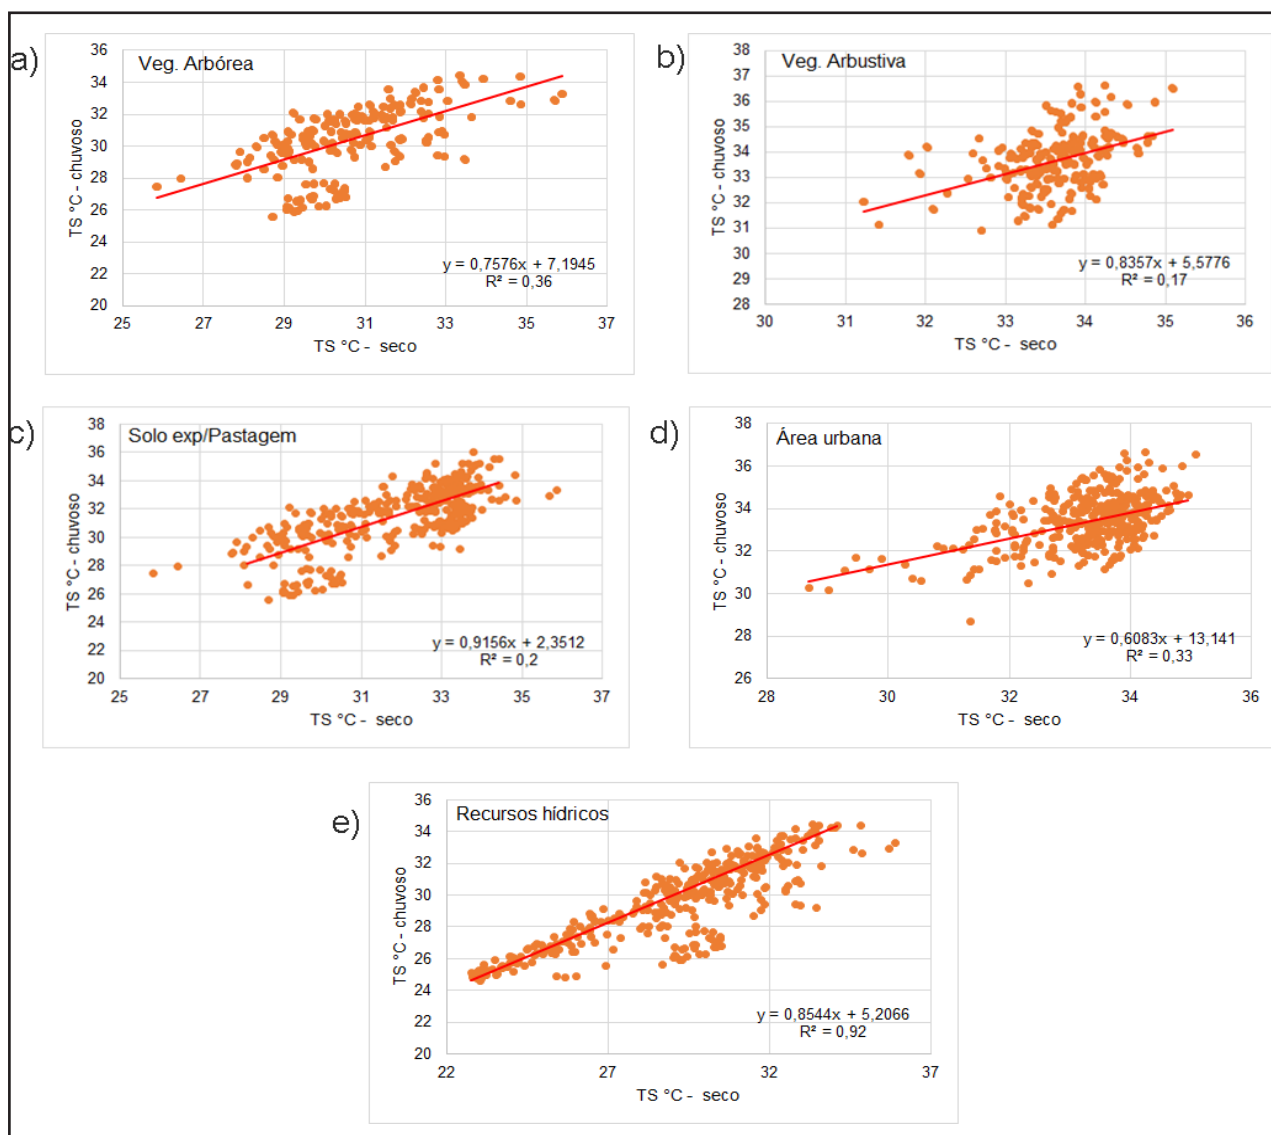 a)
Veg. Arbórea
TS °C - chuvoso
36
34
32
30
28
26
24
22
20
y = 0,7576x + 7,1945
R² = 0,36
25 27 29 31 33 35 37
TS °C - seco
b)
Veg. Arbustiva
TS °C - chuvoso
38
37
36
35
34
33
32
31
30
29
28
y = 0,8357x + 5,5776
R² = 0,17
30 31 32 33 34 35 36
TS °C - seco
c)
Solo exp/Pastagem
TS °C - chuvoso
38
36
34
32
30
28
26
24
22
20
y = 0,9156x + 2,3512
R² = 0,2
25 27 29 31 33 35 37
TS °C - seco
d)
Área urbana
TS °C - chuvoso
38
36
34
32
30
28
26
y = 0,6083x + 13,141
R² = 0,33
28 30 32 34 36
TS °C - seco
e)
Recursos hídricos
TS °C - chuvoso
36
34
32
30
28
26
24
22
20
y = 0,8544x + 5,2066
R² = 0,92
22 27 32 37
TS °C - seco